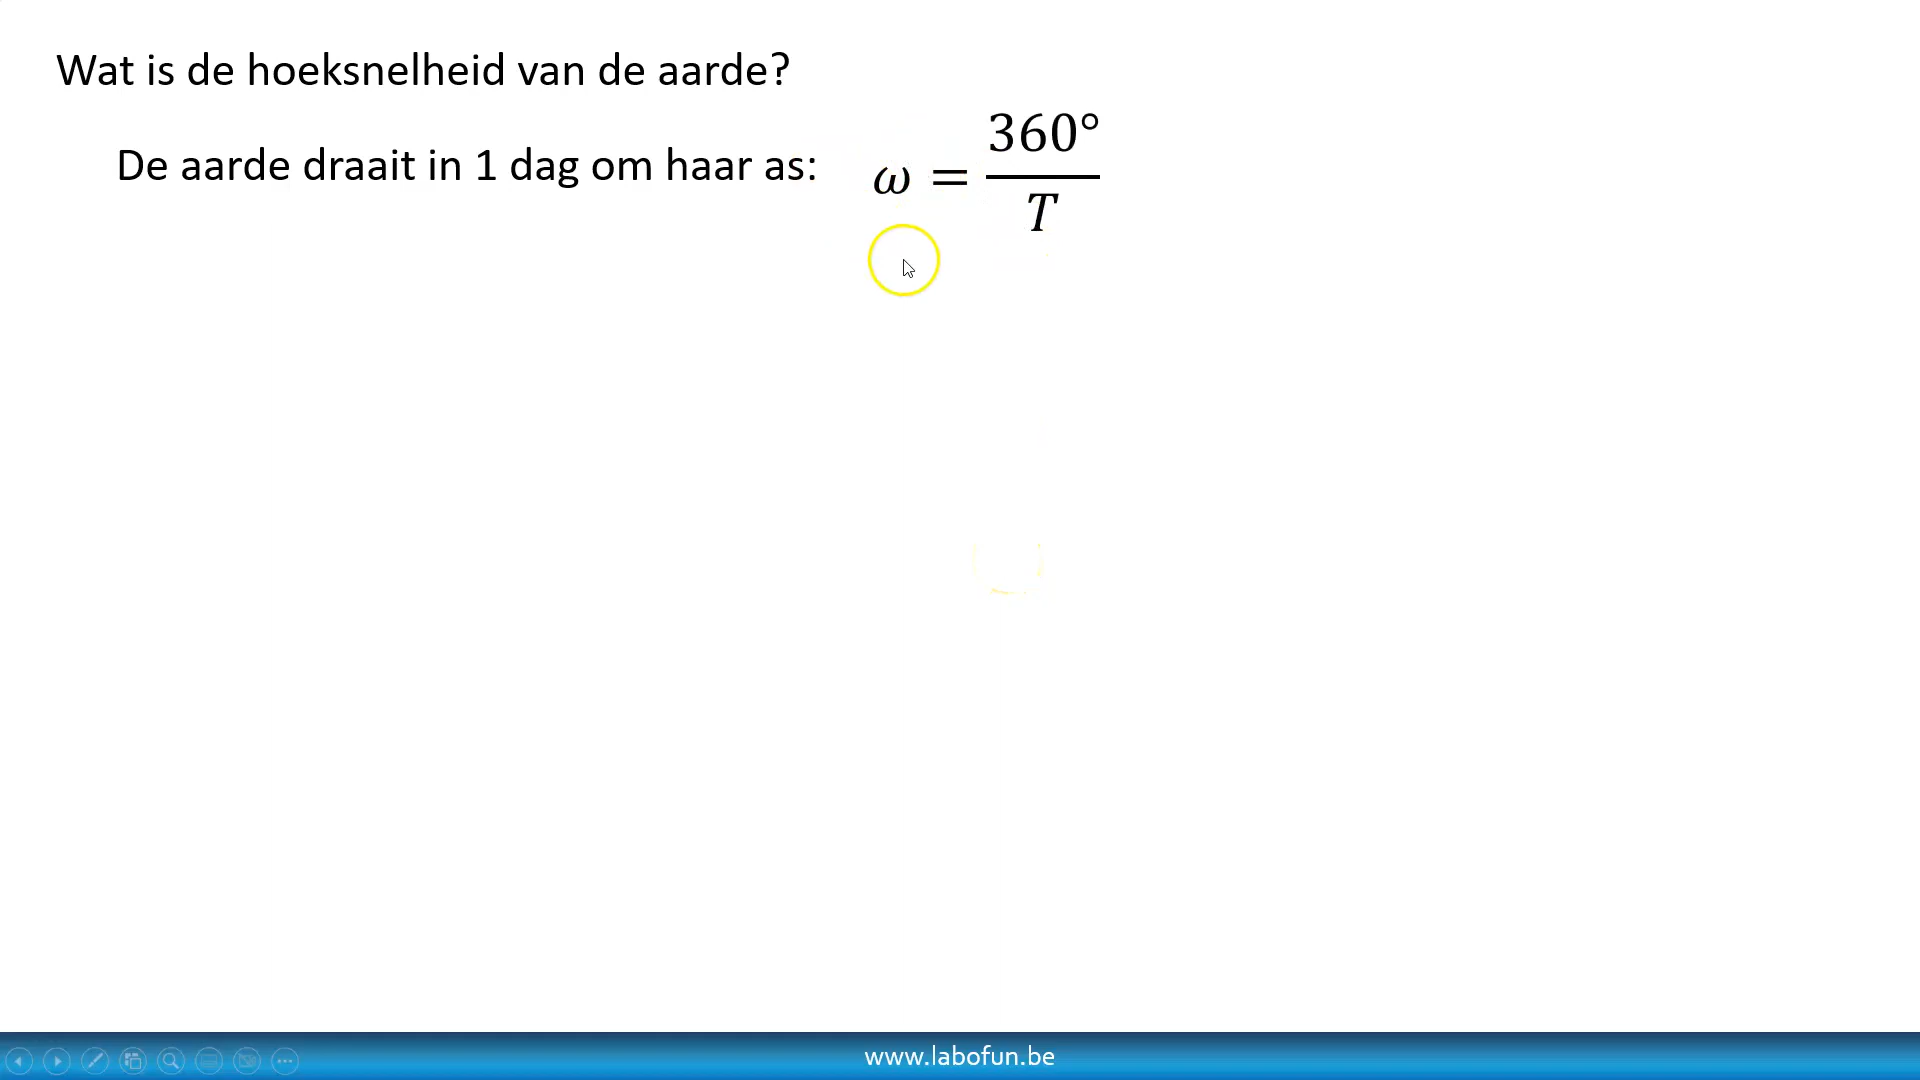 Wat is de hoeksnelheid van de aarde?
De aarde draait in 1 dag om haar as: ω = 360° / T
www.labofun.be